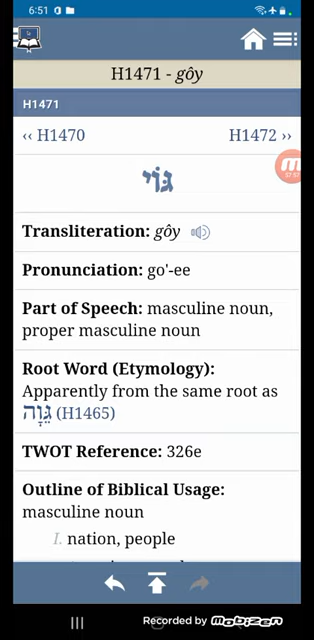 6:51
H1471 - gôy
H1471
‹‹ H1470 H1472 ››
גּוֹי
Transliteration: gôy
Pronunciation: go'-ee
Part of Speech: masculine noun,
proper masculine noun
Root Word (Etymology):
Apparently from the same root as
גֵּוָה (H1465)
TWOT Reference: 326e
Outline of Biblical Usage:
masculine noun
I. nation, people
Recorded by mobizen